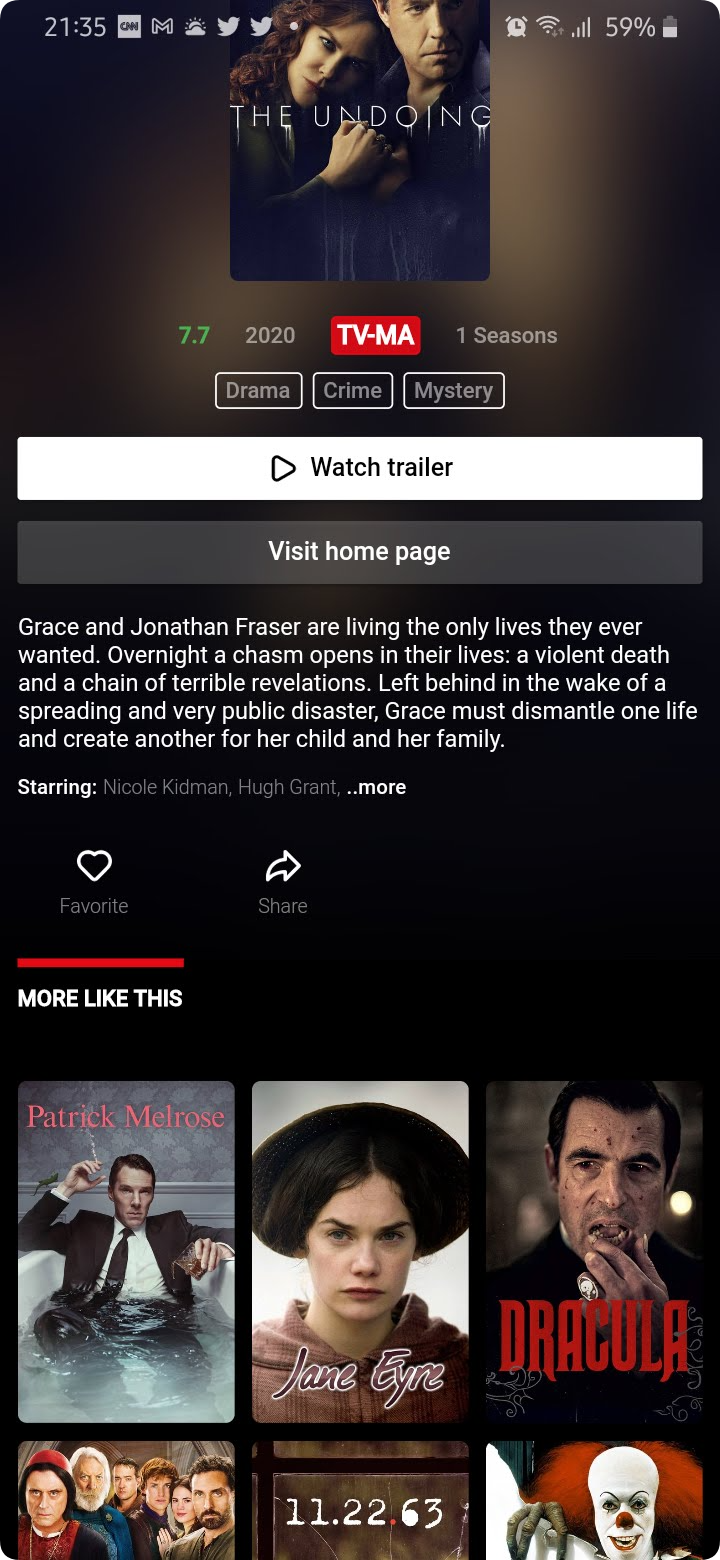 21:35 CNN 59%
THE UNDOING
7.7 2020 TV-MA 1 Seasons
Drama Crime Mystery
Watch trailer
Visit home page
Grace and Jonathan Fraser are living the only lives they ever
wanted. Overnight a chasm opens in their lives: a violent death
and a chain of terrible revelations. Left behind in the wake of a
spreading and very public disaster, Grace must dismantle one life
and create another for her child and her family.
Starring: Nicole Kidman, Hugh Grant, ..more
Favorite Share
MORE LIKE THIS
Patrick Melrose
Jane Eyre
DRACULA
11.22.63